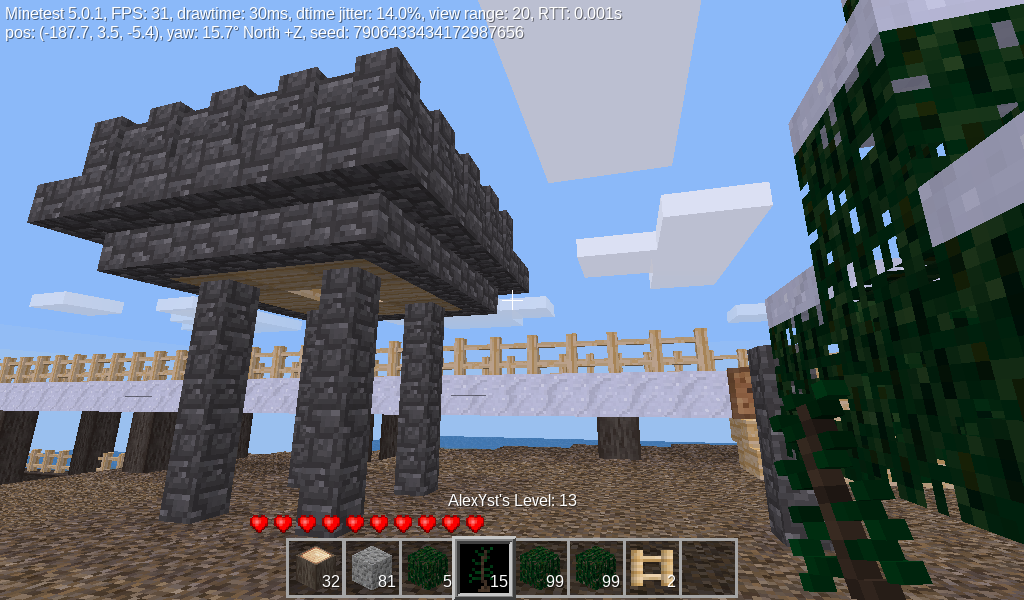 Minetest 5.0.1, FPS: 31, drawtime: 30ms, dtime jitter: 14.0%, view range: 20, RTT: 0.001s
pos: (-187.7, 3.5, -5.4), yaw: 15.7° North +Z, seed: 7906433434172987656
AlexYst's Level: 13
32 81 5 15 99 99 2